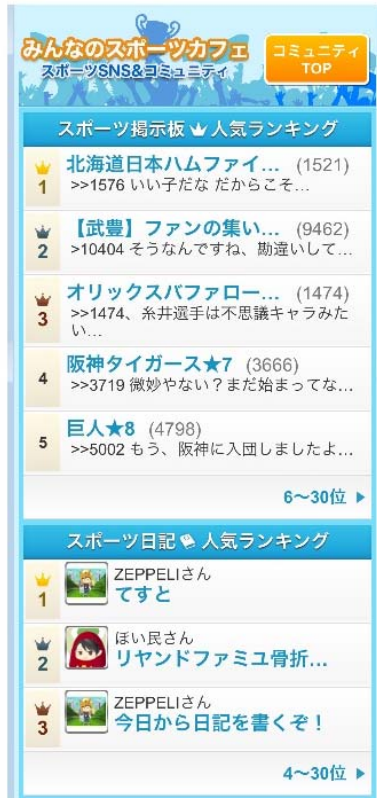 みんなのスポーツカフェ
スポーツSNS&コミュニティ
コミュニティ
TOP
スポーツ掲示板 人気ランキング
1 北海道日本ハムファイ... (1521)
>>1576 いい子だな だからこそ...
2 【武豊】ファンの集い... (9462)
>10404 そうなんですね、勘違いして...
3 オリックスバファロー... (1474)
>>1474、糸井選手は不思議キャラみた
い...
4 阪神タイガース★7 (3666)
>>3719 微妙やない？まだ始まってな...
5 巨人★8 (4798)
>>5002 もう、阪神に入団しましたよ...
6〜30位
スポーツ日記 人気ランキング
1 ZEPPELIさん
てすと
2 ぽい民さん
リヤンドファミユ骨折...
3 ZEPPELIさん
今日から日記を書くぞ！
4〜30位